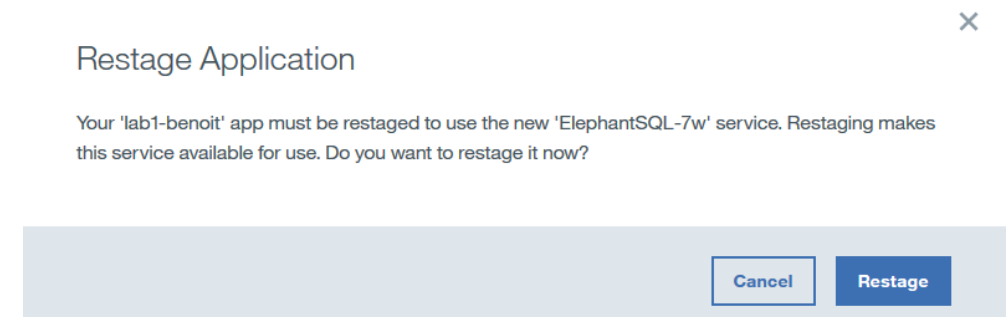 Restage Application
Your 'lab1-benoit' app must be restaged to use the new 'ElephantSQL-7w' service. Restaging makes
this service available for use. Do you want to restage it now?
Cancel Restage